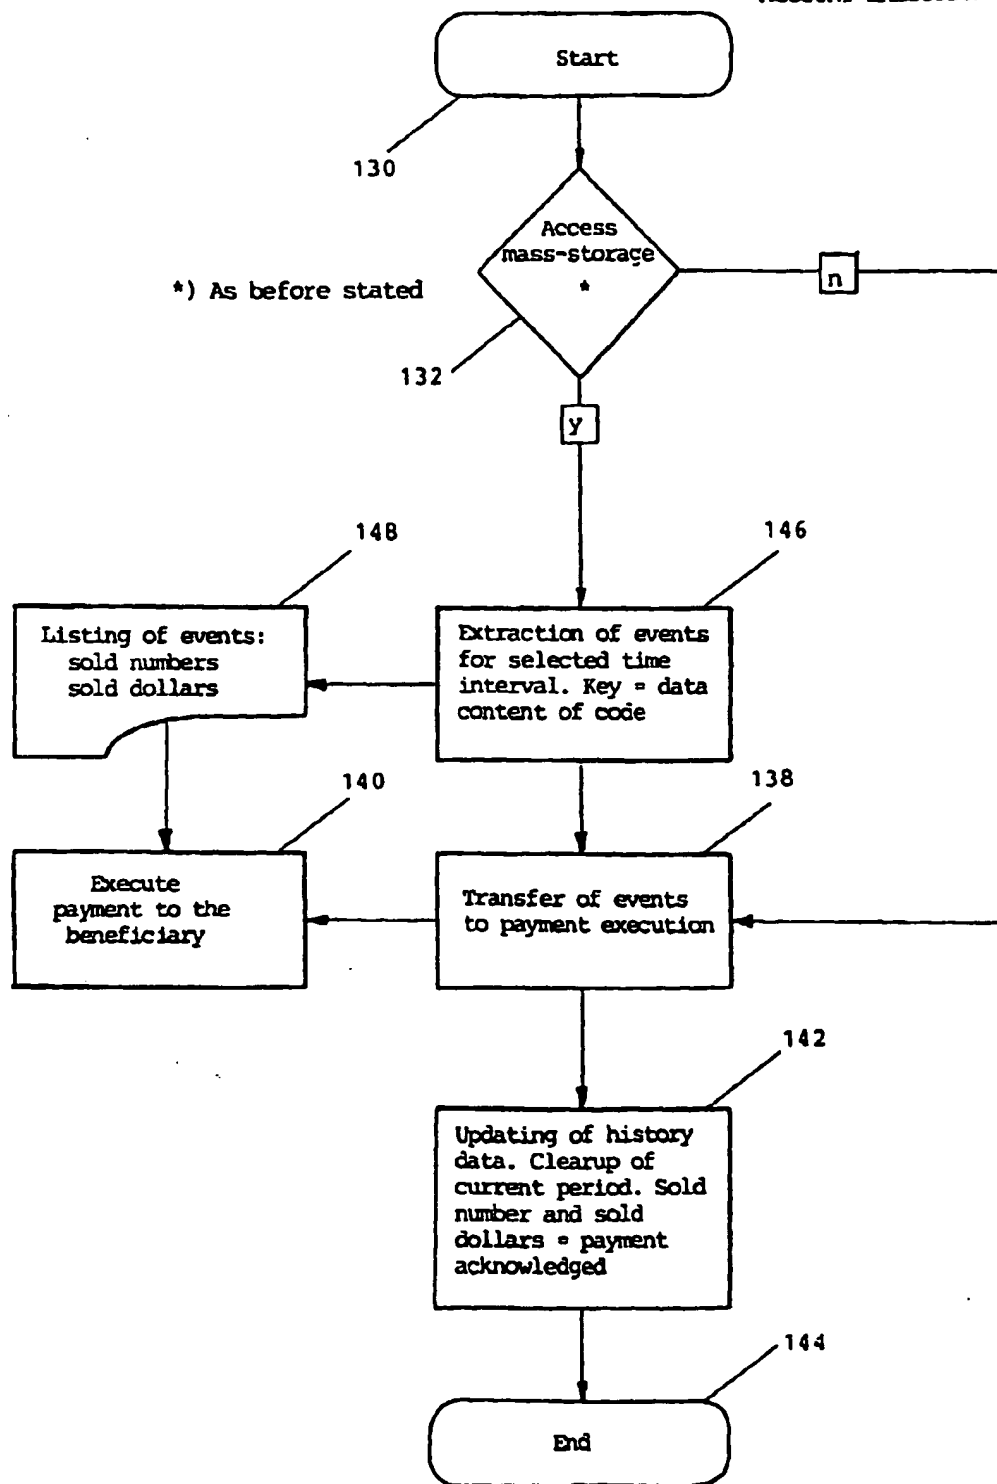 Start
130
Access
mass-storage
*
n
*) As before stated
132
y
148
146
Listing of events:
sold numbers
sold dollars
Extraction of events
for selected time
interval. Key = data
content of code
140
138
Execute
payment to the
beneficiary
Transfer of events
to payment execution
142
Updating of history
data. Clearup of
current period. Sold
number and sold
dollars = payment
acknowledged
144
End